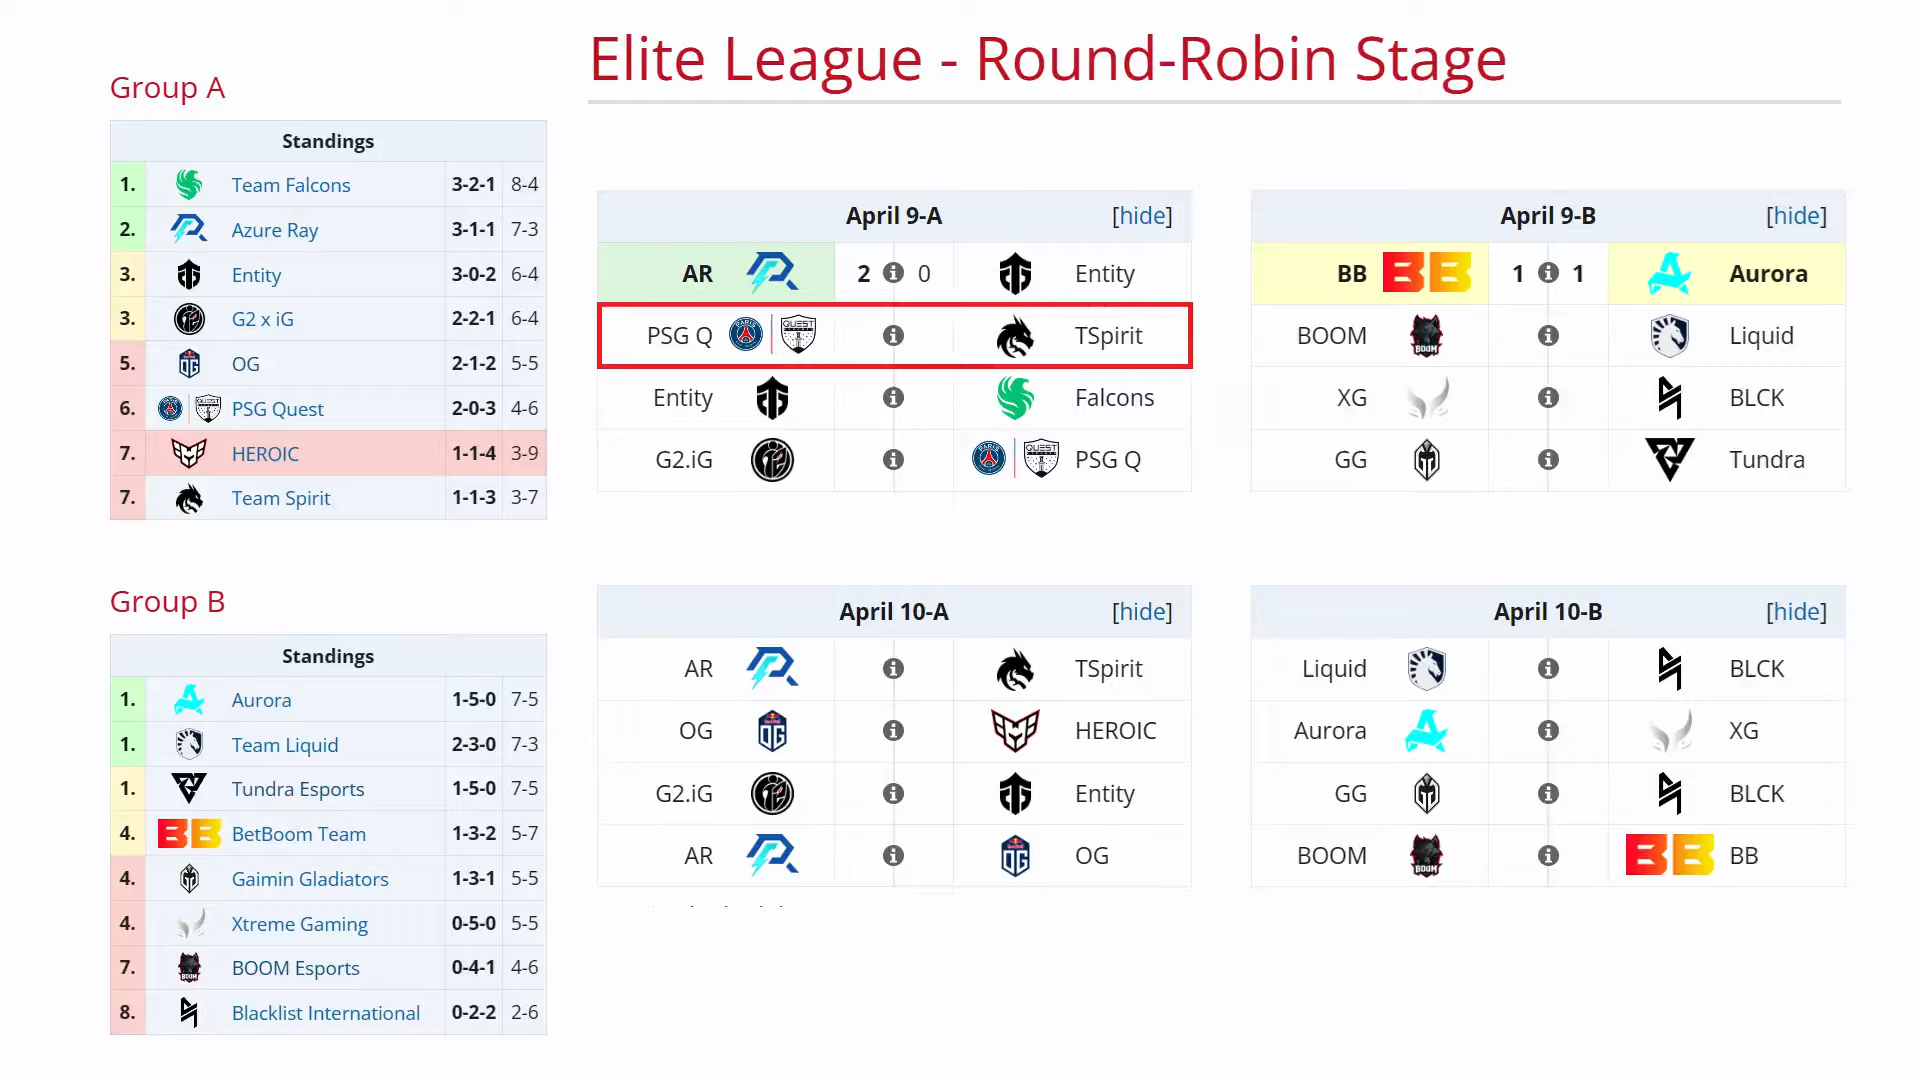 Elite League - Round-Robin Stage
Group A
Standings
1. Team Falcons 3-2-1 8-4
2. Azure Ray 3-1-1 7-3
3. Entity 3-0-2 6-4
3. G2 x iG 2-2-1 6-4
5. OG 2-1-2 5-5
6. PSG Quest 2-0-3 4-6
7. HEROIC 1-1-4 3-9
7. Team Spirit 1-1-3 3-7
Group B
Standings
1. Aurora 1-5-0 7-5
1. Team Liquid 2-3-0 7-3
1. Tundra Esports 1-5-0 7-5
4. BB BetBoom Team 1-3-2 5-7
4. Gaimin Gladiators 1-3-1 5-5
4. Xtreme Gaming 0-5-0 5-5
7. BOOM Esports 0-4-1 4-6
8. Blacklist International 0-2-2 2-6
April 9-A [hide]
AR 2 0 Entity
PSG Q QUEST TSpirit
Entity Falcons
G2.iG QUEST PSG Q
April 9-B [hide]
BB BB 1 1 Aurora
BOOM BOOM Liquid
XG BLCK
GG Tundra
April 10-A [hide]
AR TSpirit
OG OG HEROIC
G2.iG Entity
AR OG OG
April 10-B [hide]
Liquid BLCK
Aurora XG
GG BLCK
BOOM BOOM BB BB